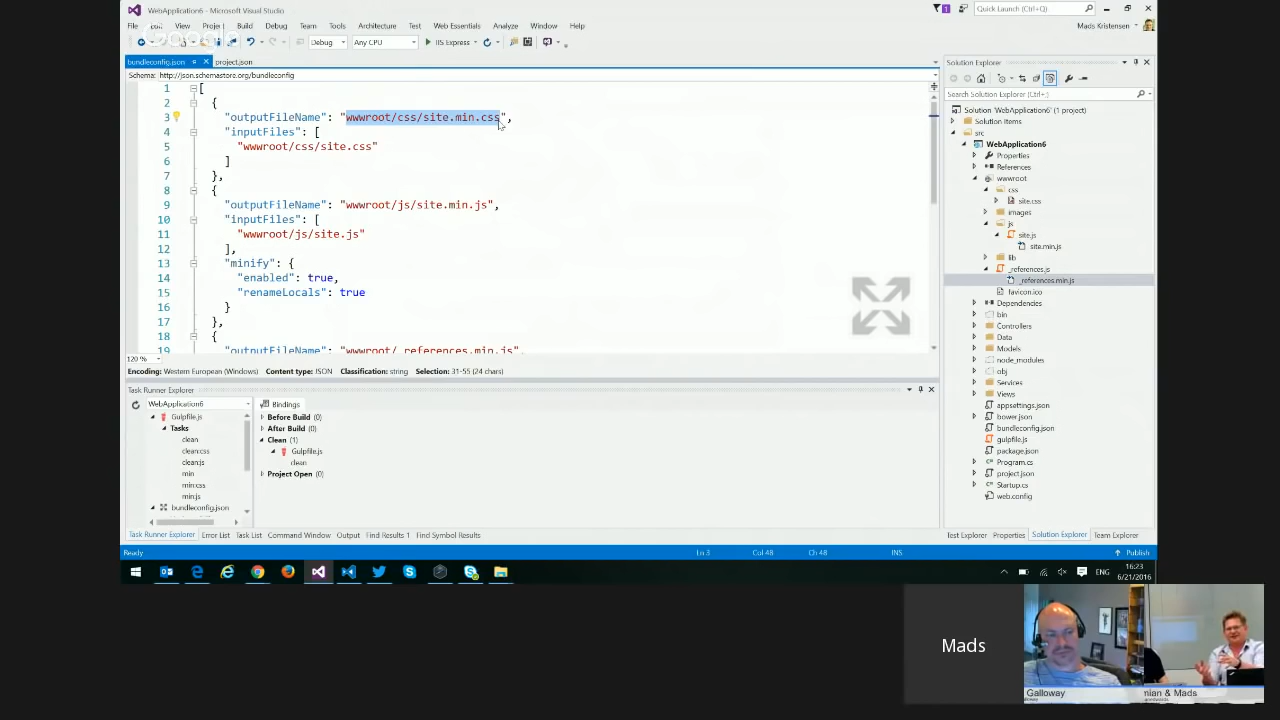 WebApplication6 - Microsoft Visual Studio
1
Quick Launch (Ctrl+Q)
File Edit View Project Build Debug Team Tools Architecture Test Web Essentials Analyze Window Help
Mads Kristensen
Google
Debug Any CPU IIS Express
bundleconfig.json project.json
Schema: http://json.schemastore.org/bundleconfig
1 [
2 {
3 "outputFileName": "wwwroot/css/site.min.css",
4 "inputFiles": [
5 "wwwroot/css/site.css"
6 ]
7 },
8 {
9 "outputFileName": "wwwroot/js/site.min.js",
10 "inputFiles": [
11 "wwwroot/js/site.js"
12 ],
13 "minify": {
14 "enabled": true,
15 "renameLocals": true
16 }
17 },
18 {
19 "outputFileName": "wwwroot/_references.min.js",
120 %
Encoding: Western European (Windows) Content type: JSON Classification: string Selection: 31-55 (24 chars)
Task Runner Explorer
WebApplication6
Gulpfile.js
Tasks
clean
clean:css
clean:js
min
min:css
min:js
bundleconfig.json
Bindings
Before Build (0)
After Build (0)
Clean (1)
Gulpfile.js
clean
Project Open (0)
Task Runner Explorer Error List Task List Command Window Output Find Results 1 Find Symbol Results
Solution Explorer
Search Solution Explorer (Ctrl+;)
Solution 'WebApplication6' (1 project)
Solution Items
src
WebApplication6
Properties
References
wwwroot
css
site.css
images
js
site.js
site.min.js
lib
_references.js
_references.min.js
favicon.ico
Dependencies
bin
Controllers
Data
Models
node_modules
obj
Services
Views
appsettings.json
bower.json
bundleconfig.json
gulpfile.js
package.json
Program.cs
project.json
Startup.cs
web.config
Test Explorer Properties Solution Explorer Team Explorer
Ready Ln 3 Col 48 Ch 48 INS Publish
ENG 16:23
6/21/2016
Mads
Galloway
mian & Mads